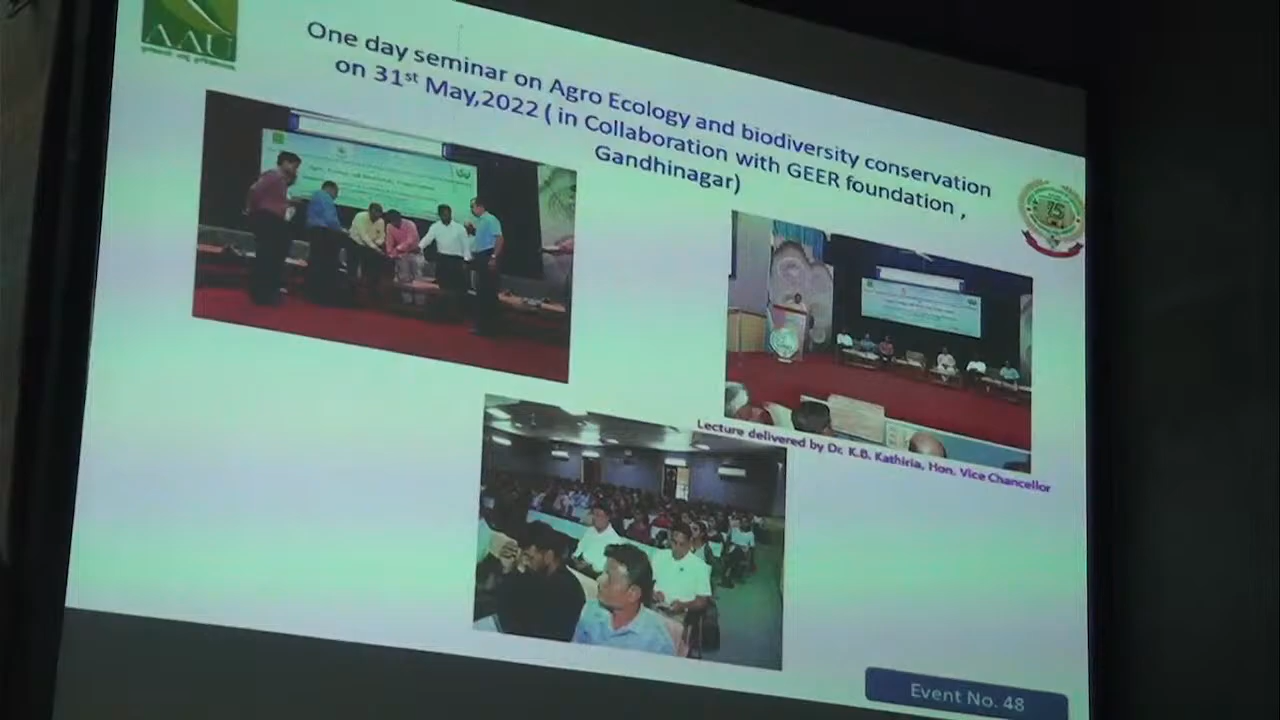 AAU
One day seminar on Agro Ecology and biodiversity conservation
on 31st May,2022 ( in Collaboration with GEER foundation ,
Gandhinagar)
75
Lecture delivered by Dr. K.B. Kathiria, Hon. Vice Chancellor
Event No. 48